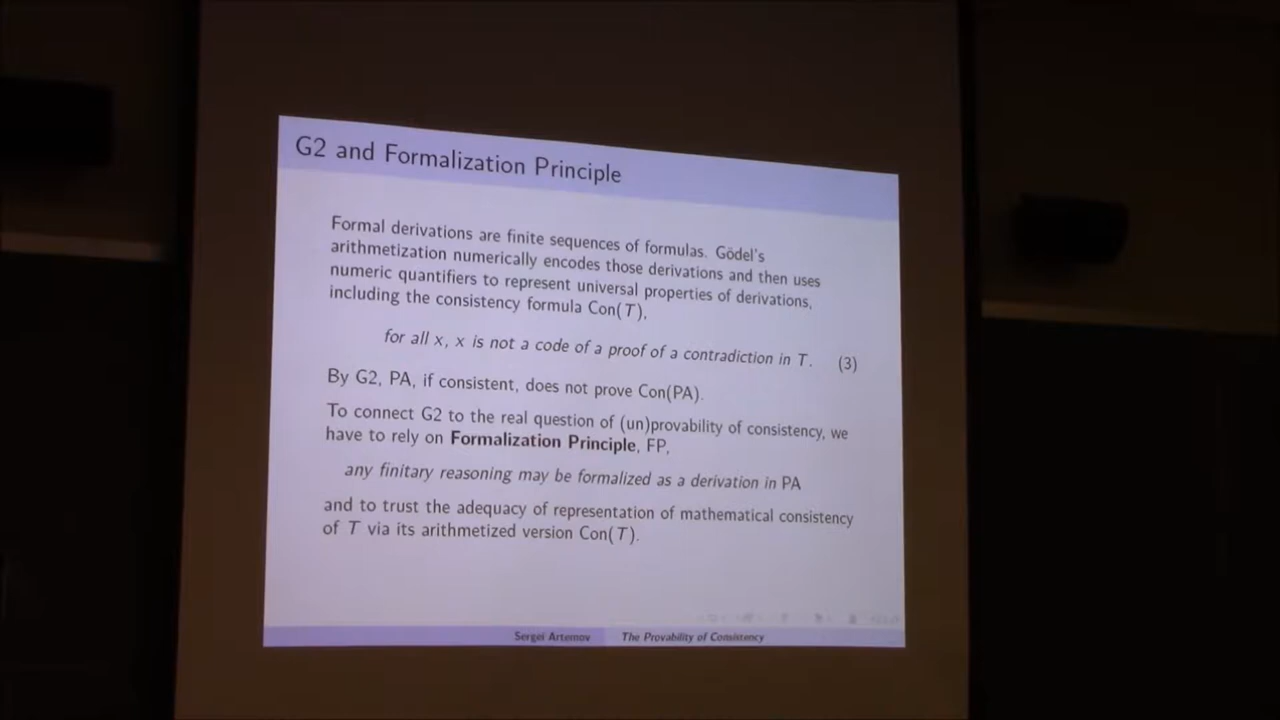 G2 and Formalization Principle
Formal derivations are finite sequences of formulas. Gödel's
arithmetization numerically encodes those derivations and then uses
numeric quantifiers to represent universal properties of derivations,
including the consistency formula Con(T),
for all x, x is not a code of a proof of a contradiction in T. (3)
By G2, PA, if consistent, does not prove Con(PA).
To connect G2 to the real question of (un)provability of consistency, we
have to rely on Formalization Principle, FP,
any finitary reasoning may be formalized as a derivation in PA
and to trust the adequacy of representation of mathematical consistency
of T via its arithmetized version Con(T).
Sergei Artemov The Provability of Consistency